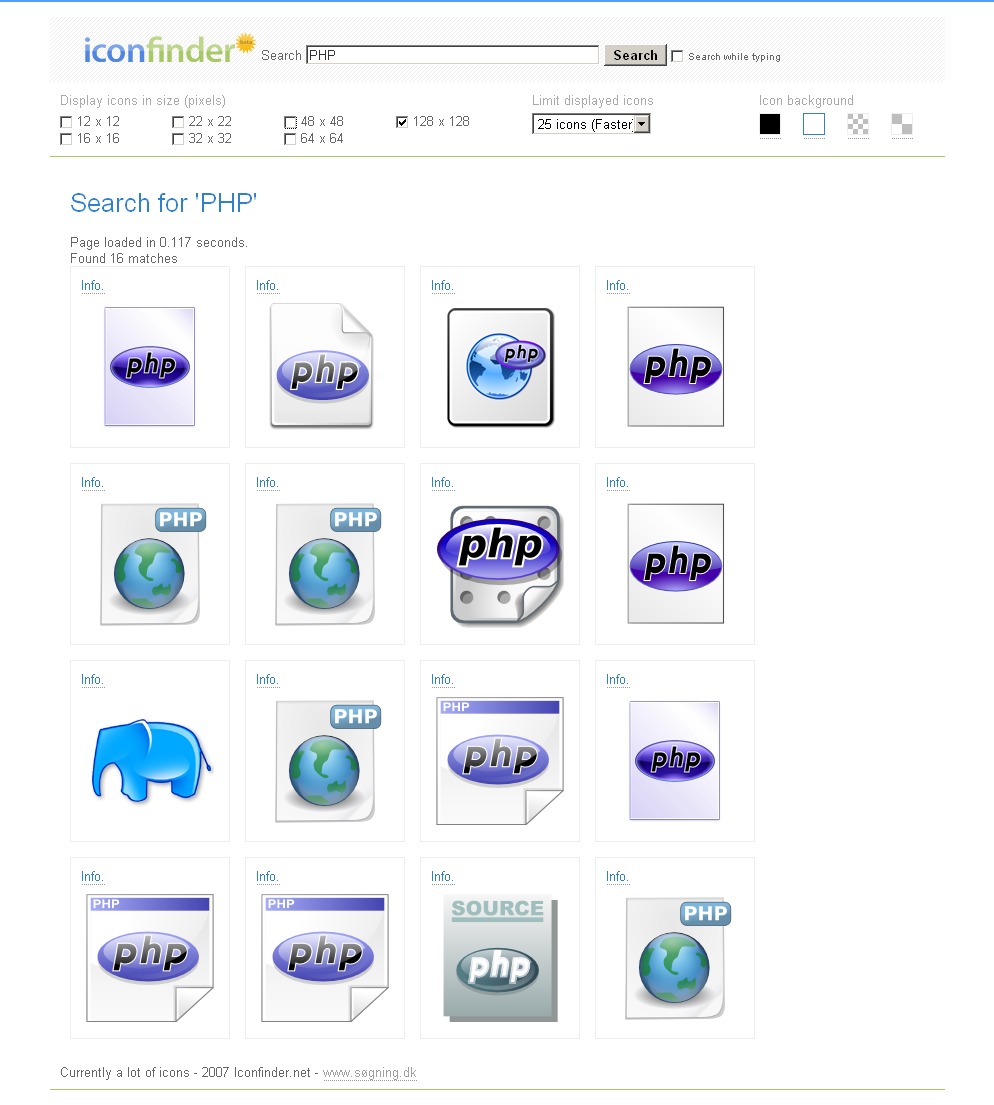 iconfinder beta Search PHP Search Search while typing
Display icons in size (pixels) Limit displayed icons Icon background
12 x 12 22 x 22 48 x 48 128 x 128 25 icons (Faster)
16 x 16 32 x 32 64 x 64
Search for 'PHP'
Page loaded in 0.117 seconds.
Found 16 matches
Info. Info. Info. Info.
php php php php
Info. Info. Info. Info.
PHP PHP php php
Info. Info. Info. Info.
PHP PHP
php php
Info. Info. Info. Info.
PHP PHP SOURCE PHP
php php php
Currently a lot of icons - 2007 Iconfinder.net - www.søgning.dk